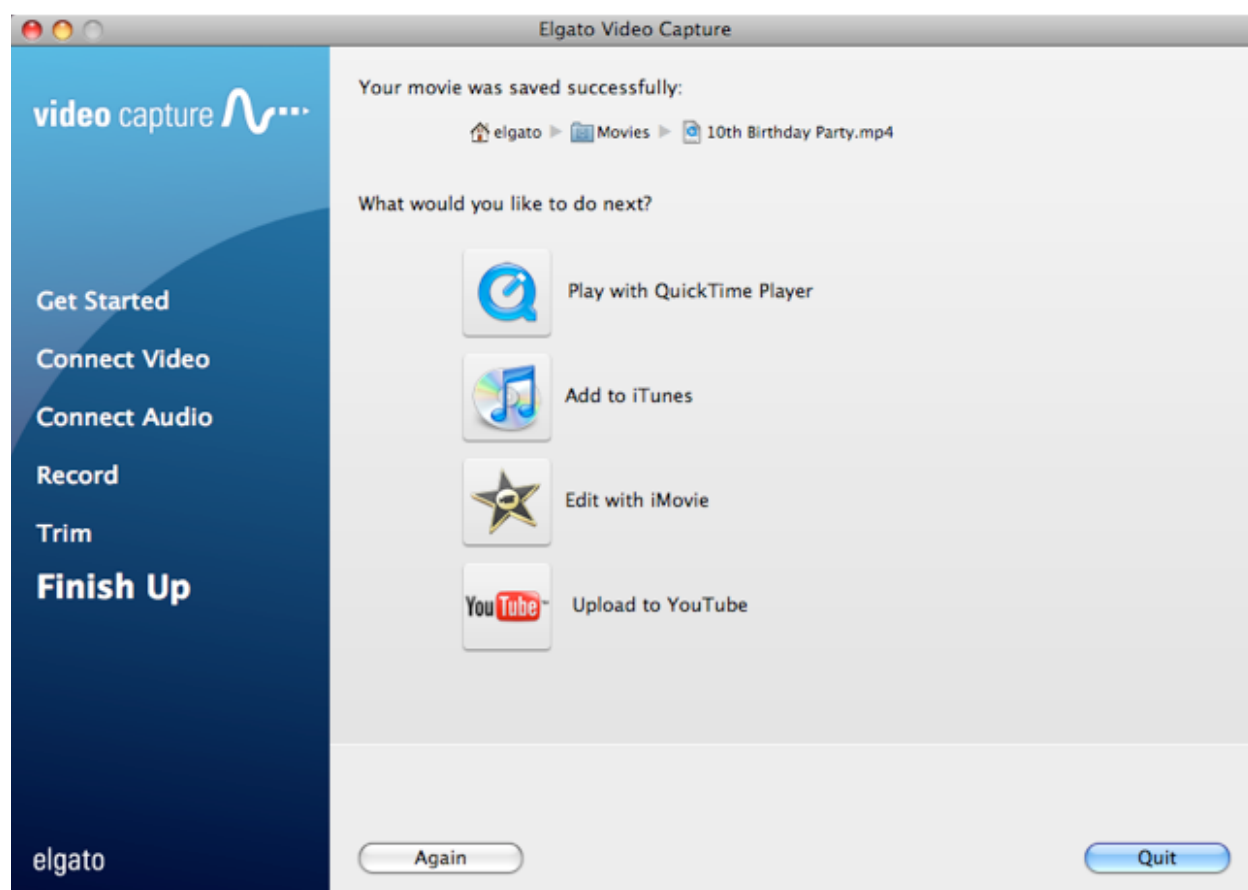 Elgato Video Capture
video capture
Get Started
Connect Video
Connect Audio
Record
Trim
Finish Up
elgato
Your movie was saved successfully:
elgato ▶ Movies ▶ 10th Birthday Party.mp4
What would you like to do next?
Play with QuickTime Player
Add to iTunes
Edit with iMovie
YouTube Upload to YouTube
Again Quit